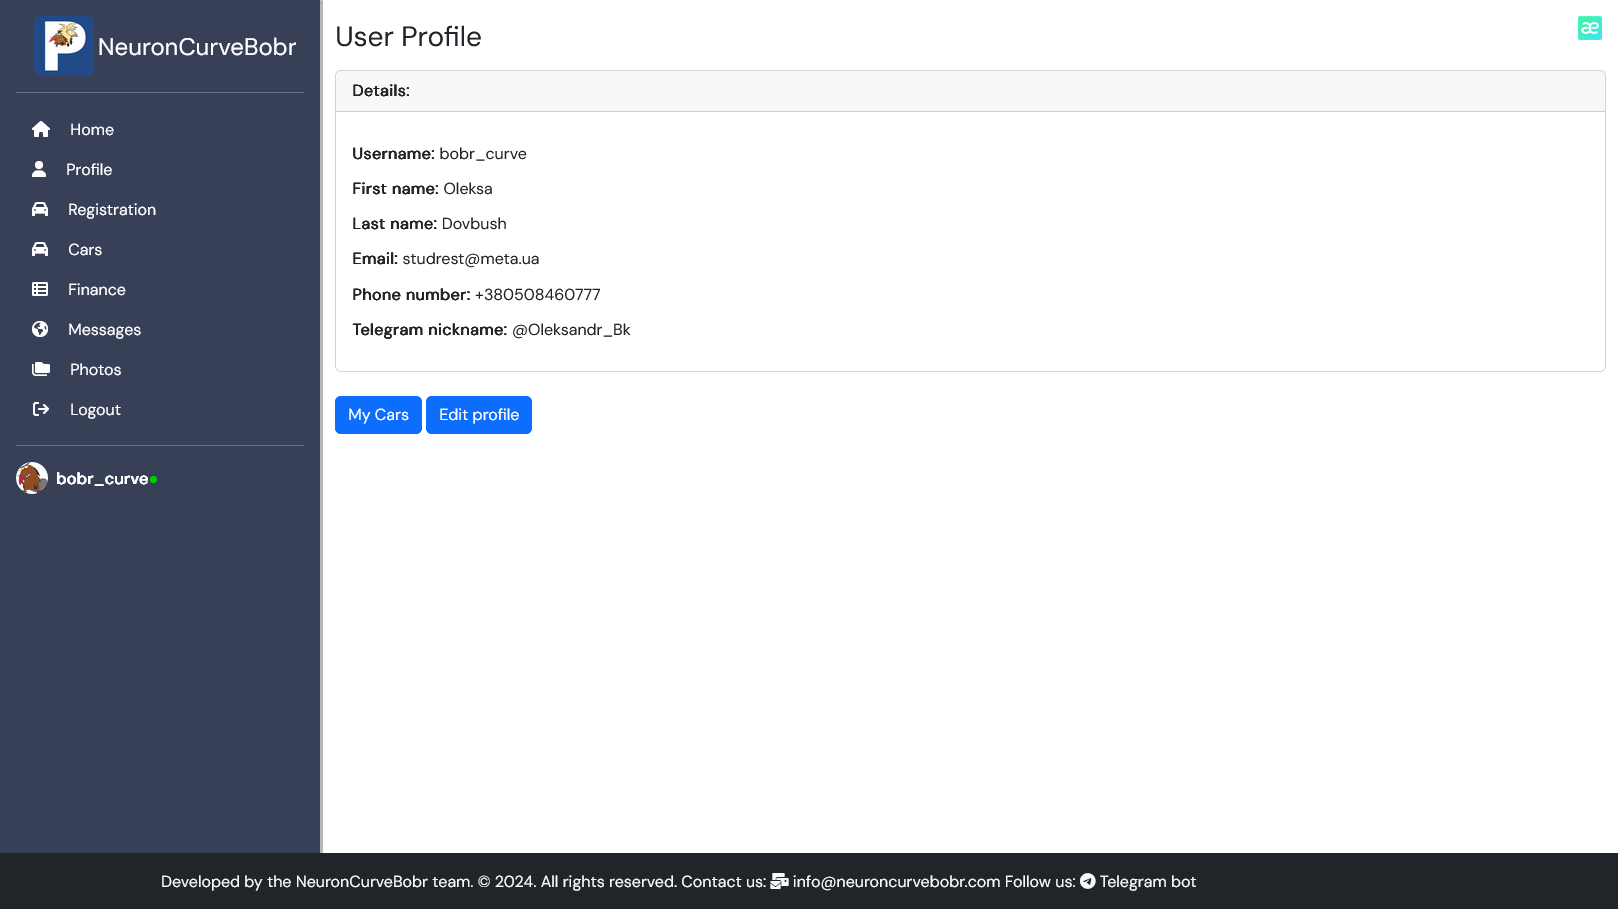 P NeuronCurveBobr
Home
Profile
Registration
Cars
Finance
Messages
Photos
Logout
bobr_curve
User Profile
æ
Details:
Username: bobr_curve
First name: Oleksa
Last name: Dovbush
Email: studrest@meta.ua
Phone number: +380508460777
Telegram nickname: @Oleksandr_Bk
My Cars Edit profile
Developed by the NeuronCurveBobr team. © 2024. All rights reserved. Contact us: info@neuroncurvebobr.com Follow us: Telegram bot